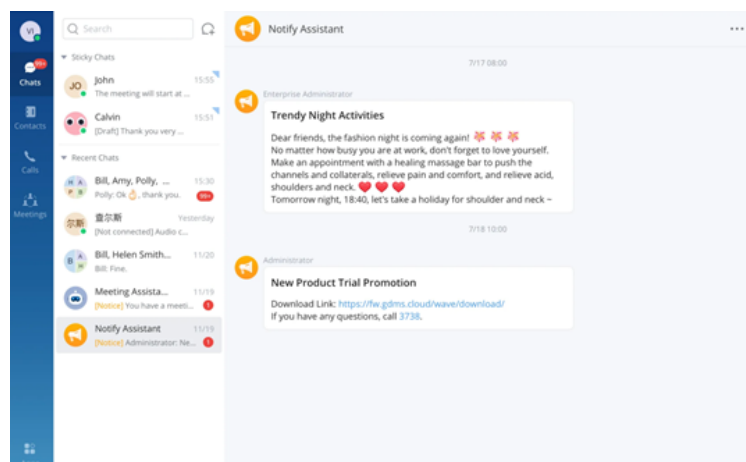 VI
99+
Chats
Contacts
Calls
Meetings
Search
Sticky Chats
JO
John
15:55
The meeting will start at ...
Calvin
15:51
[Draft] Thank you very ...
Recent Chats
H A
P B
Bill, Amy, Polly, ...
15:30
Polly: Ok👌, thank you.
99+
尔斯
查尔斯
Yesterday
[Not connected] Audio c...
B A
H
Bill, Helen Smith...
11/20
Bill: Fine.
Meeting Assista...
11/19
[Notice] You have a meeti...
1
Notify Assistant
11/19
[Notice] Administrator: Ne...
1
Notify Assistant
7/17 08:00
Enterprise Administrator
Trendy Night Activities
Dear friends, the fashion night is coming again!
No matter how busy you are at work, don't forget to love yourself.
Make an appointment with a healing massage bar to push the
channels and collaterals, relieve pain and comfort, and relieve acid,
shoulders and neck. ❤️ ❤️ ❤️
Tomorrow night, 18:40, let's take a holiday for shoulder and neck ~
7/18 10:00
Administrator
New Product Trial Promotion
Download Link: https://fw.gdms.cloud/wave/download/
If you have any questions, call 3738.